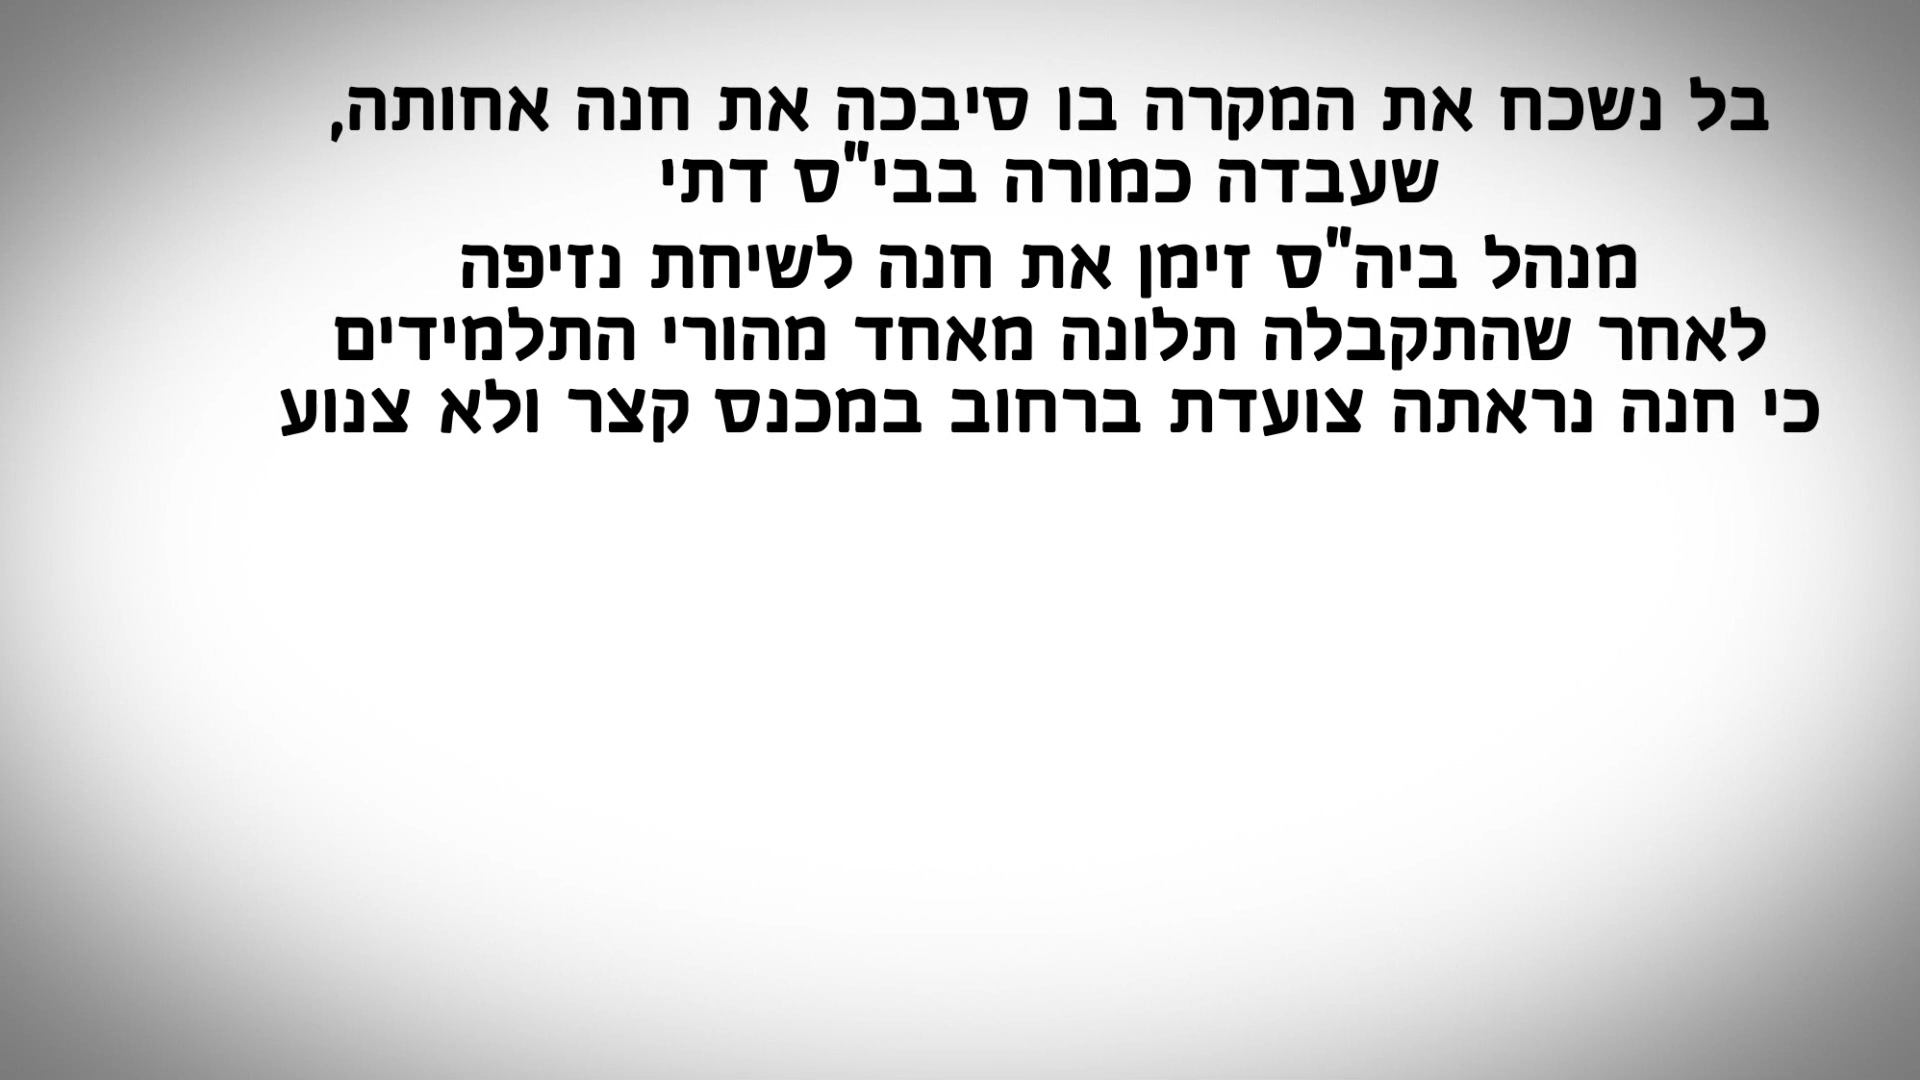 בל נשכח את המקרה בו סיבכה את חנה אחותה,
שעבדה כמורה בבי"ס דתי
מנהל ביה"ס זימן את חנה לשיחת נזיפה
לאחר שהתקבלה תלונה מאחד מהורי התלמידים
כי חנה נראתה צועדת ברחוב במכנס קצר ולא צנוע